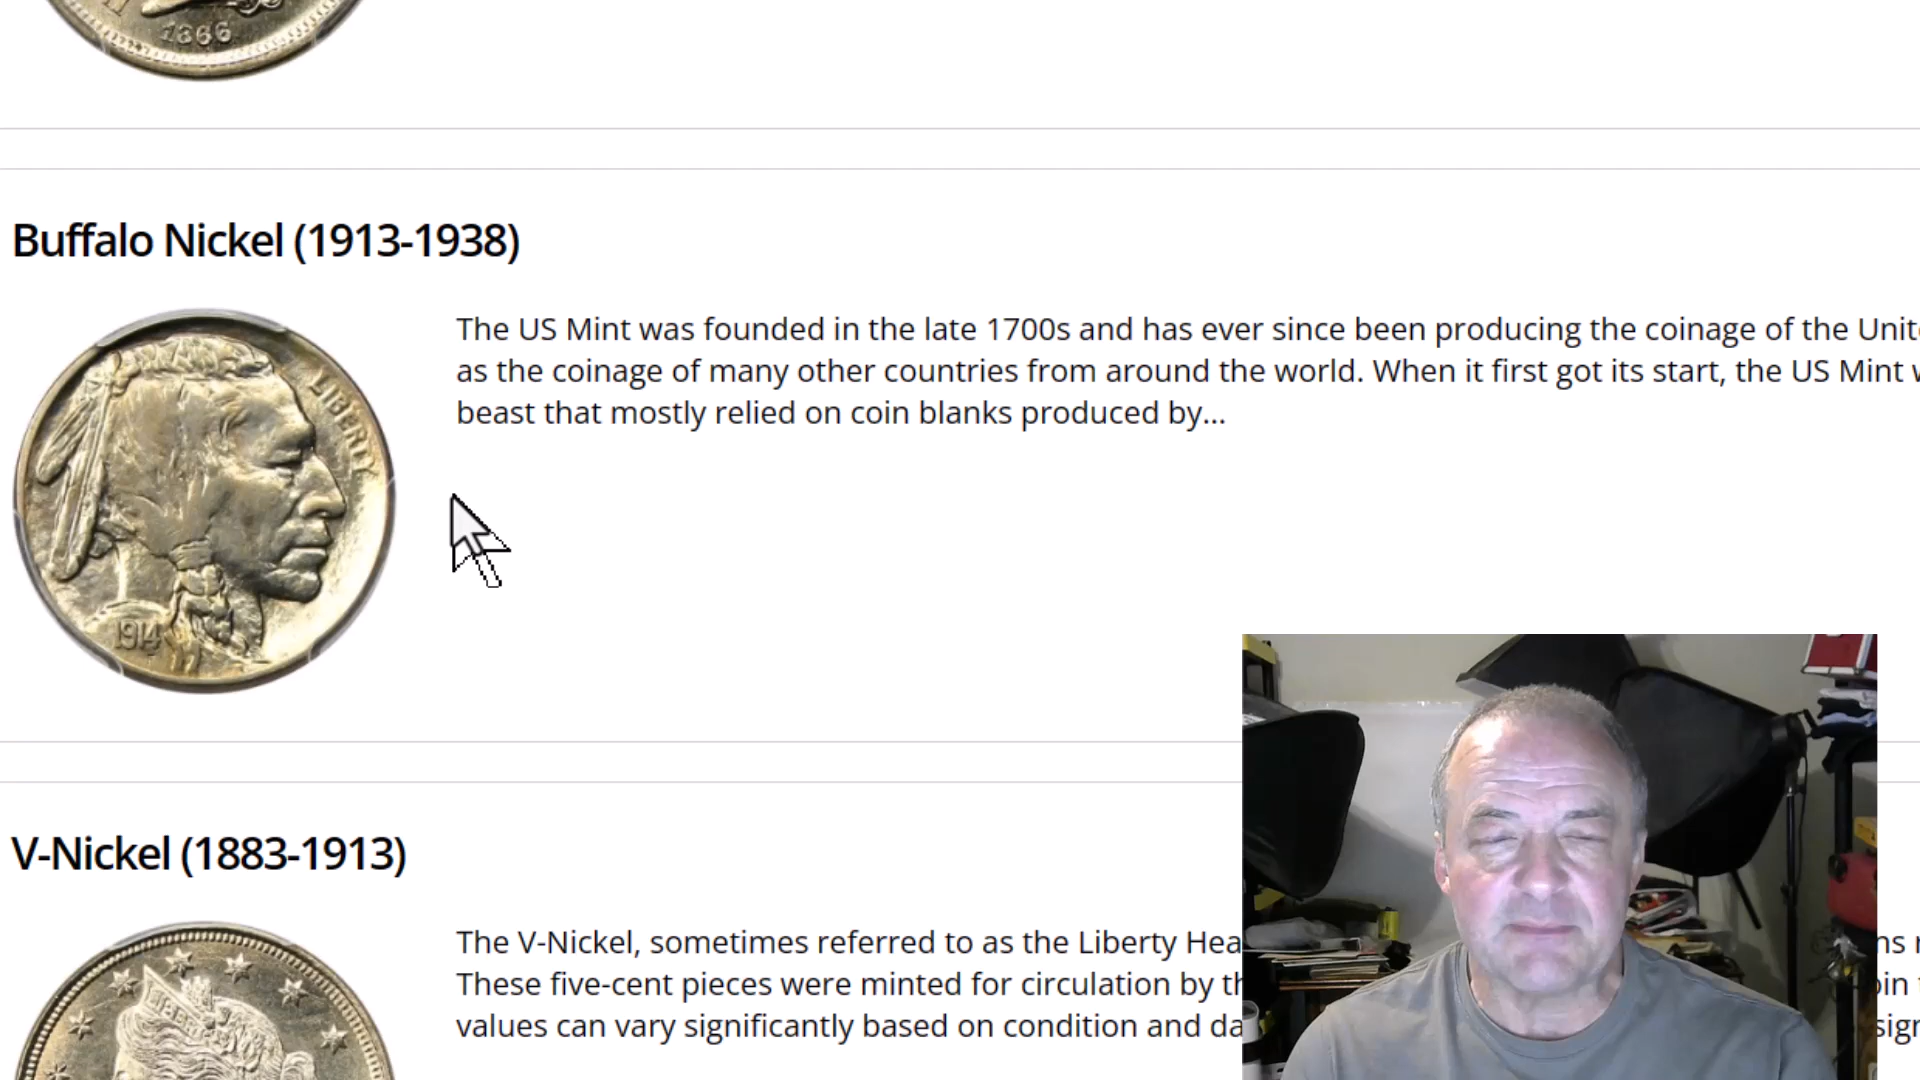 1866
Buffalo Nickel (1913-1938)
The US Mint was founded in the late 1700s and has ever since been producing the coinage of the
as the coinage of many other countries from around the world. When it first got its start, the US Mint
beast that mostly relied on coin blanks produced by...
LIBERTY
1914
V-Nickel (1883-1913)
The V-Nickel, sometimes referred to as the Liberty
These five-cent pieces were minted for circulation by
values can vary significantly based on condition and